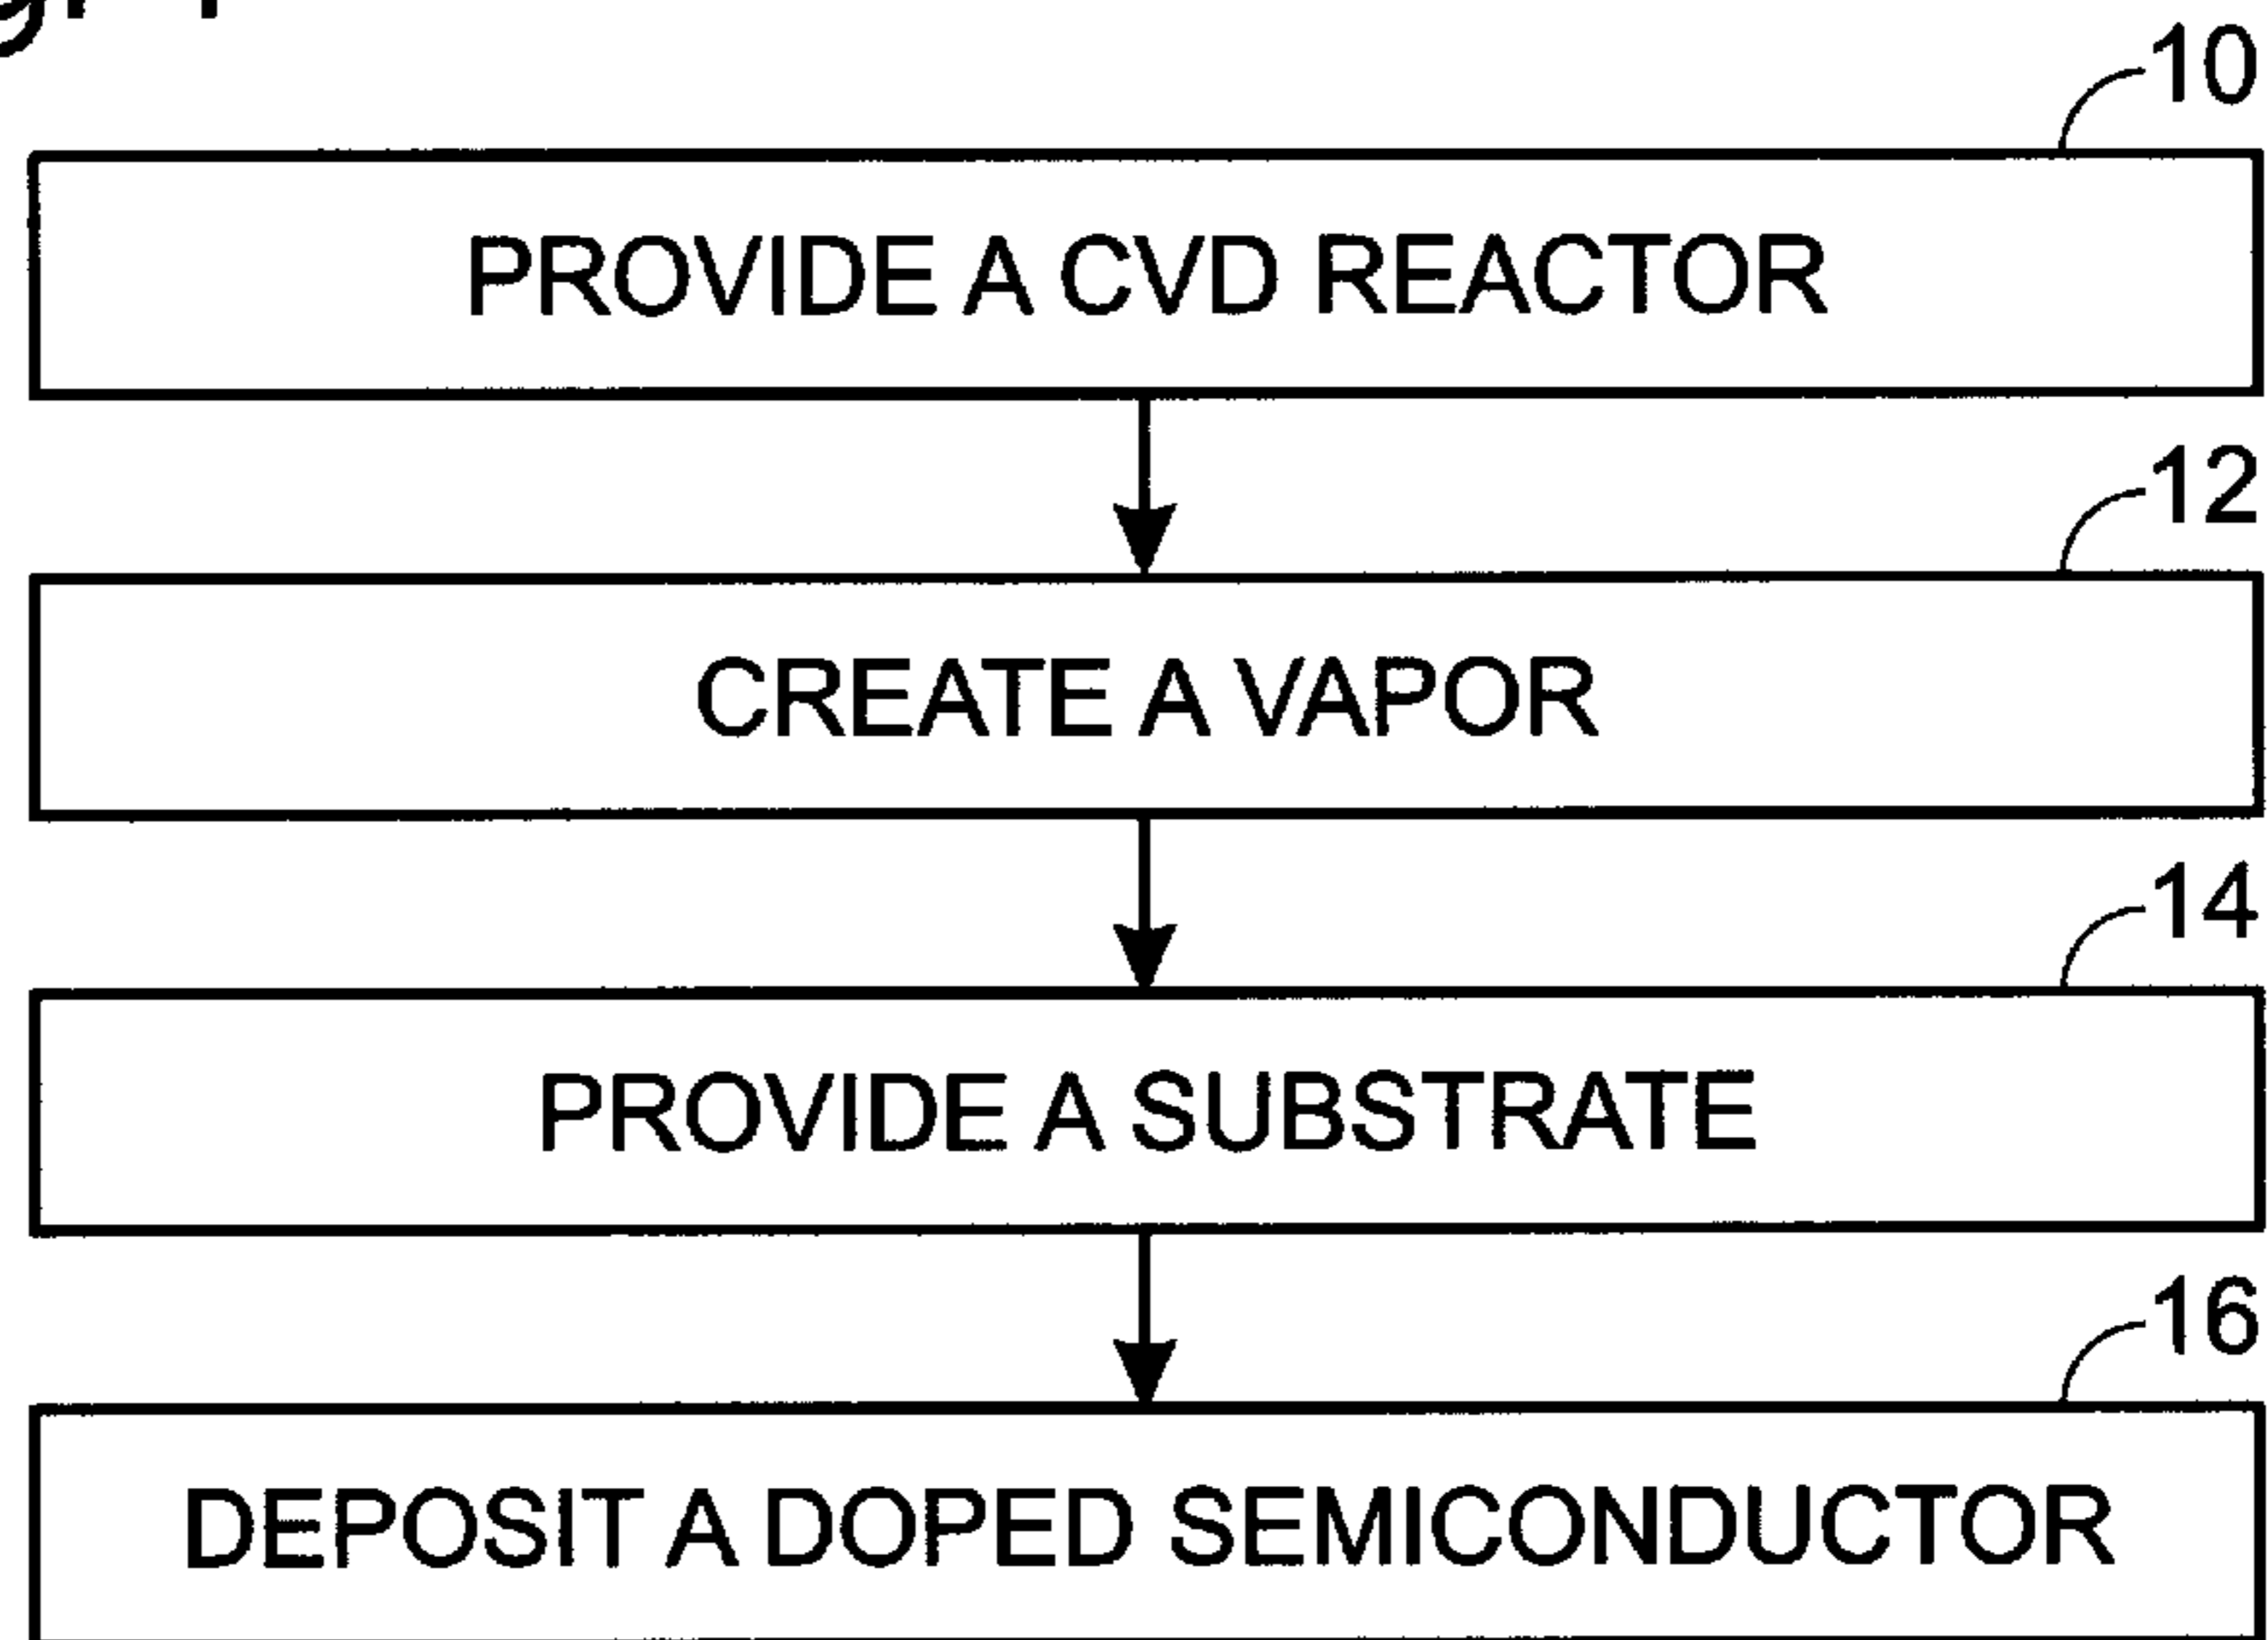 10
PROVIDE A CVD REACTOR
12
CREATE A VAPOR
14
PROVIDE A SUBSTRATE
16
DEPOSIT A DOPED SEMICONDUCTOR